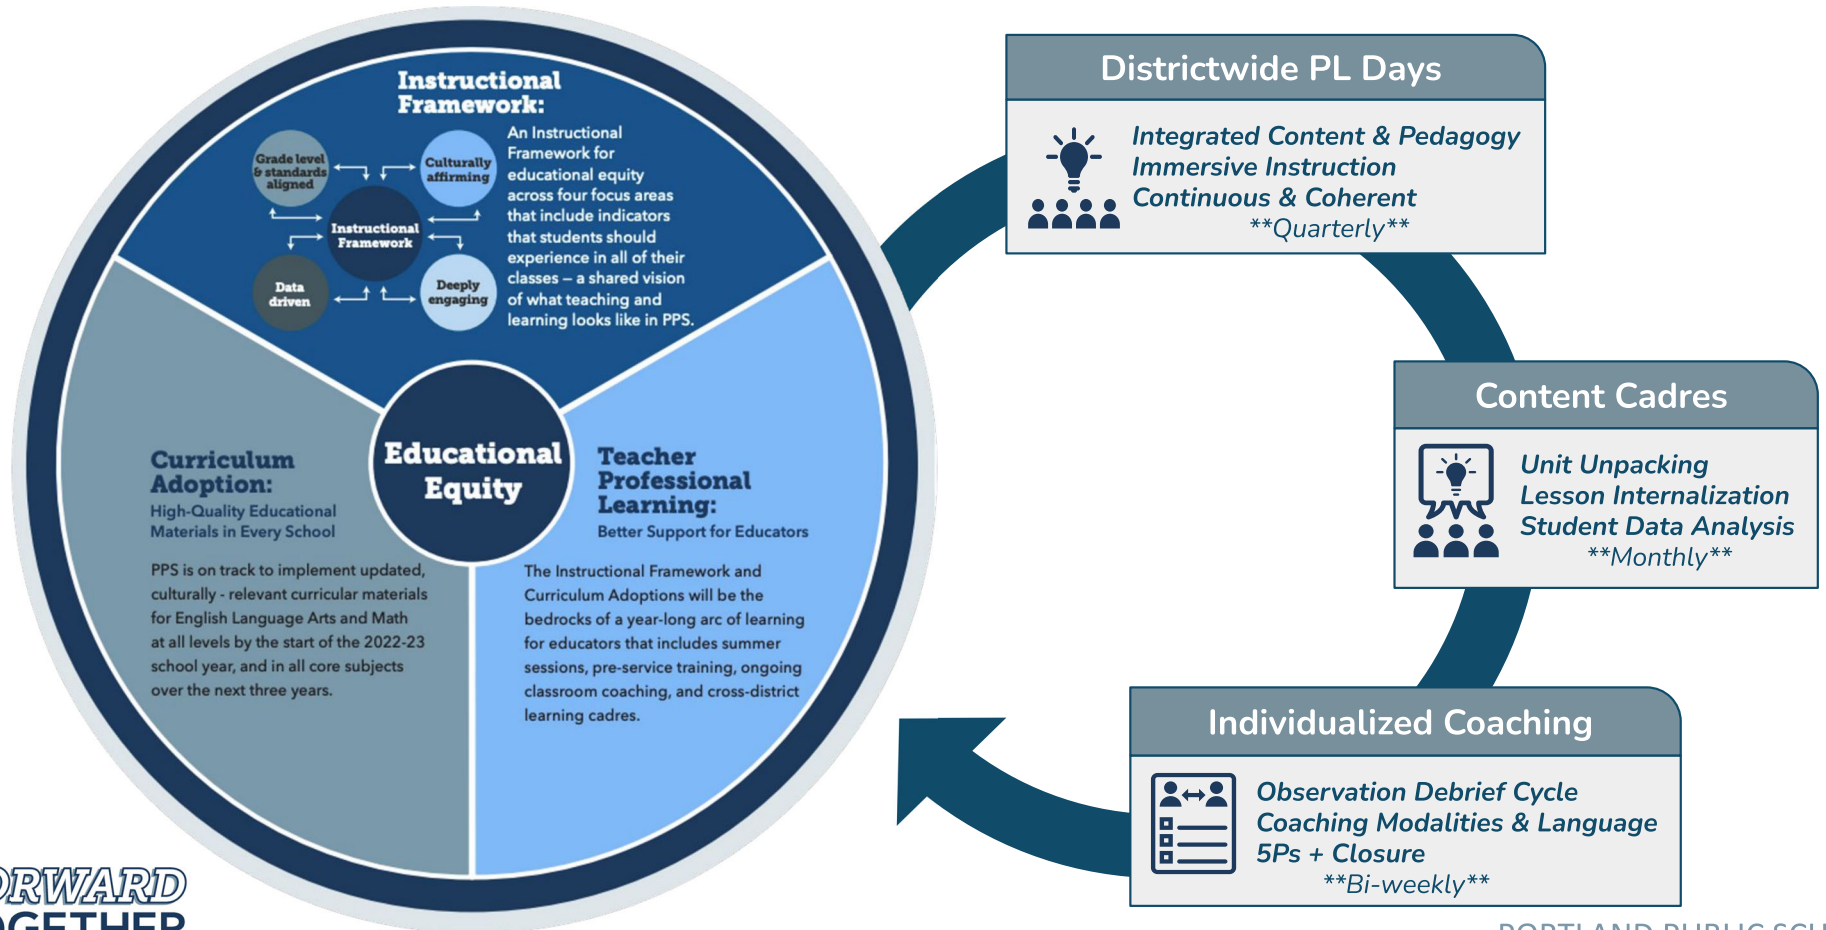 Instructional
Framework:
Grade level
& standards
aligned
Culturally
affirming
Instructional
Framework
Data
driven
Deeply
engaging
An Instructional
Framework for
educational equity
across four focus areas
that include indicators
that students should
experience in all of their
classes – a shared vision
of what teaching and
learning looks like in PPS.
Educational
Equity
Curriculum
Adoption:
High-Quality Educational
Materials in Every School
PPS is on track to implement updated,
culturally - relevant curricular materials
for English Language Arts and Math
at all levels by the start of the 2022-23
school year, and in all core subjects
over the next three years.
Teacher
Professional
Learning:
Better Support for Educators
The Instructional Framework and
Curriculum Adoptions will be the
bedrocks of a year-long arc of learning
for educators that includes summer
sessions, pre-service training, ongoing
classroom coaching, and cross-district
learning cadres.
Districtwide PL Days
Integrated Content & Pedagogy
Immersive Instruction
Continuous & Coherent
**Quarterly**
Content Cadres
Unit Unpacking
Lesson Internalization
Student Data Analysis
**Monthly**
Individualized Coaching
Observation Debrief Cycle
Coaching Modalities & Language
5Ps + Closure
**Bi-weekly**
ORWARD
OGETHER
PORTLAND PUBLIC SCH